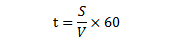 t = S/V × 60